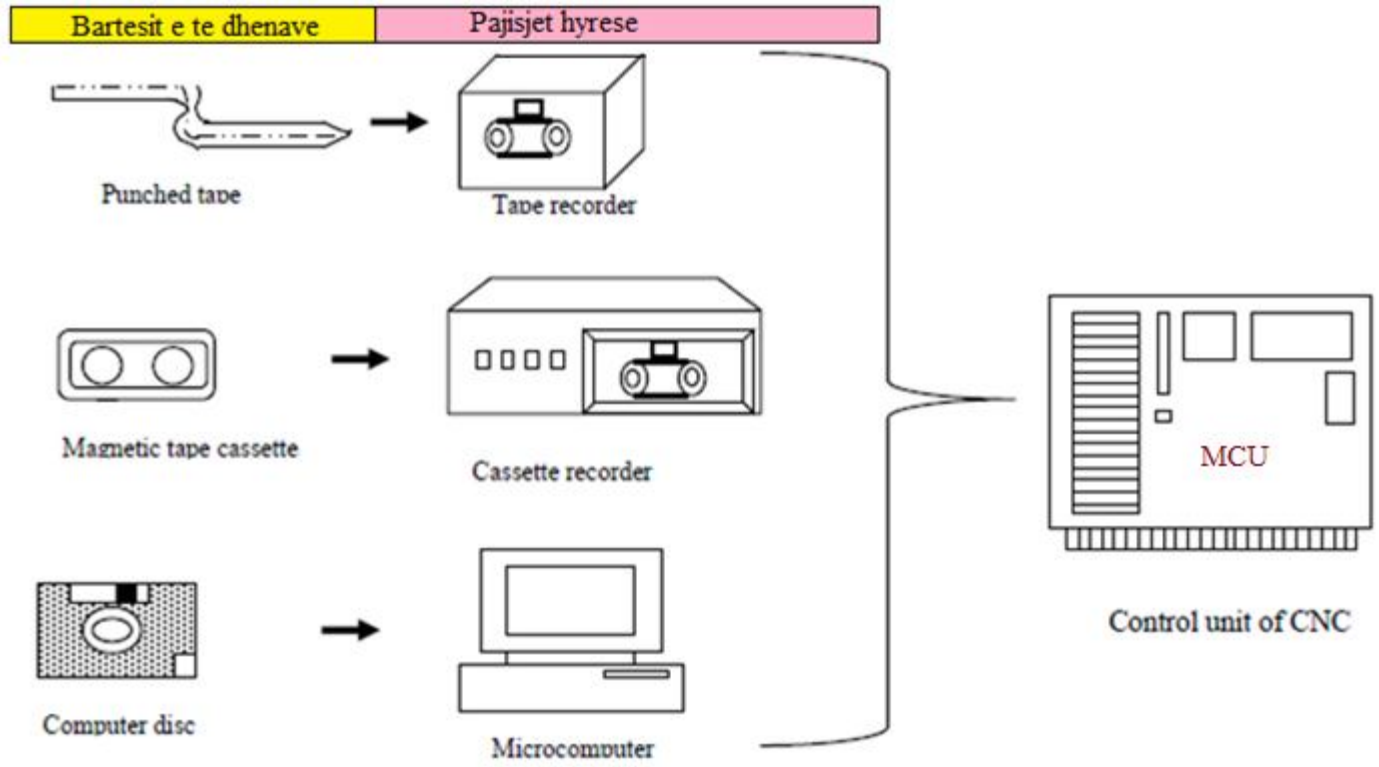 Bartesit e te dhenave
Pajisjet hyrese
Punched tape
Tape recorder
Magnetic tape cassette
Cassette recorder
MCU
Control unit of CNC
Computer disc
Microcomputer